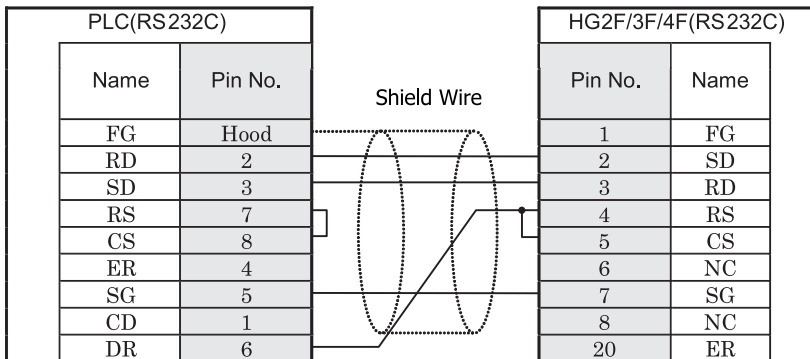 PLC(RS232C) HG2F/3F/4F(RS232C)
Name Pin No. Shield Wire Pin No. Name
FG Hood 1 FG
RD 2 2 SD
SD 3 3 RD
RS 7 4 RS
CS 8 5 CS
ER 4 6 NC
SG 5 7 SG
CD 1 8 NC
DR 6 20 ER